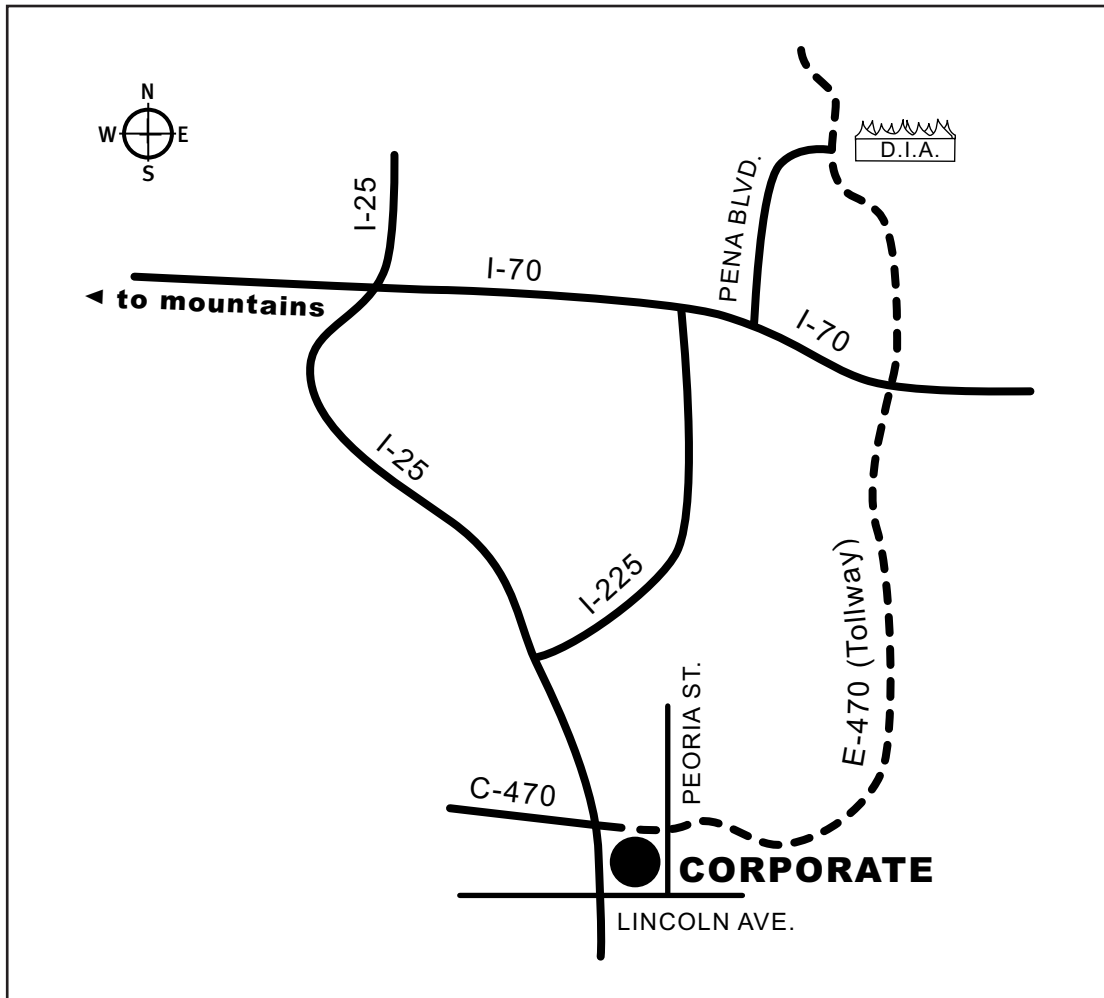 N
W E
S
D.I.A.
I-25
PENA BLVD.
I-70
◄ to mountains
I-70
I-25
I-225
E-470 (Tollway)
PEORIA ST.
C-470
CORPORATE
LINCOLN AVE.